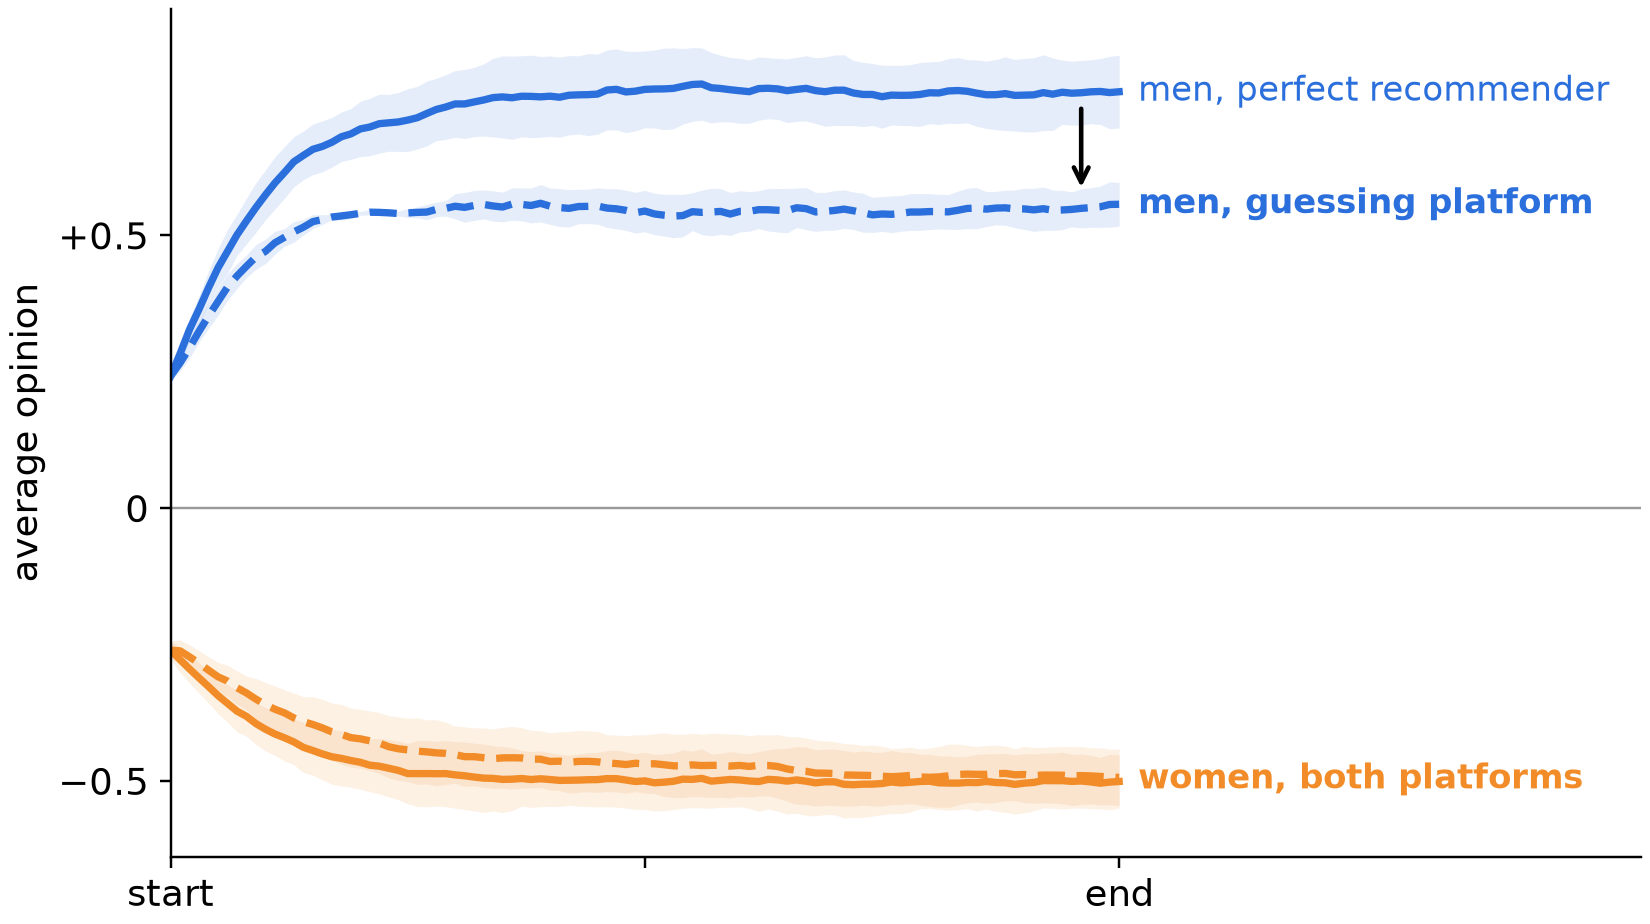 men, perfect recommender
men, guessing platform
+0.5
average opinion
0
−0.5
women, both platforms
start
end